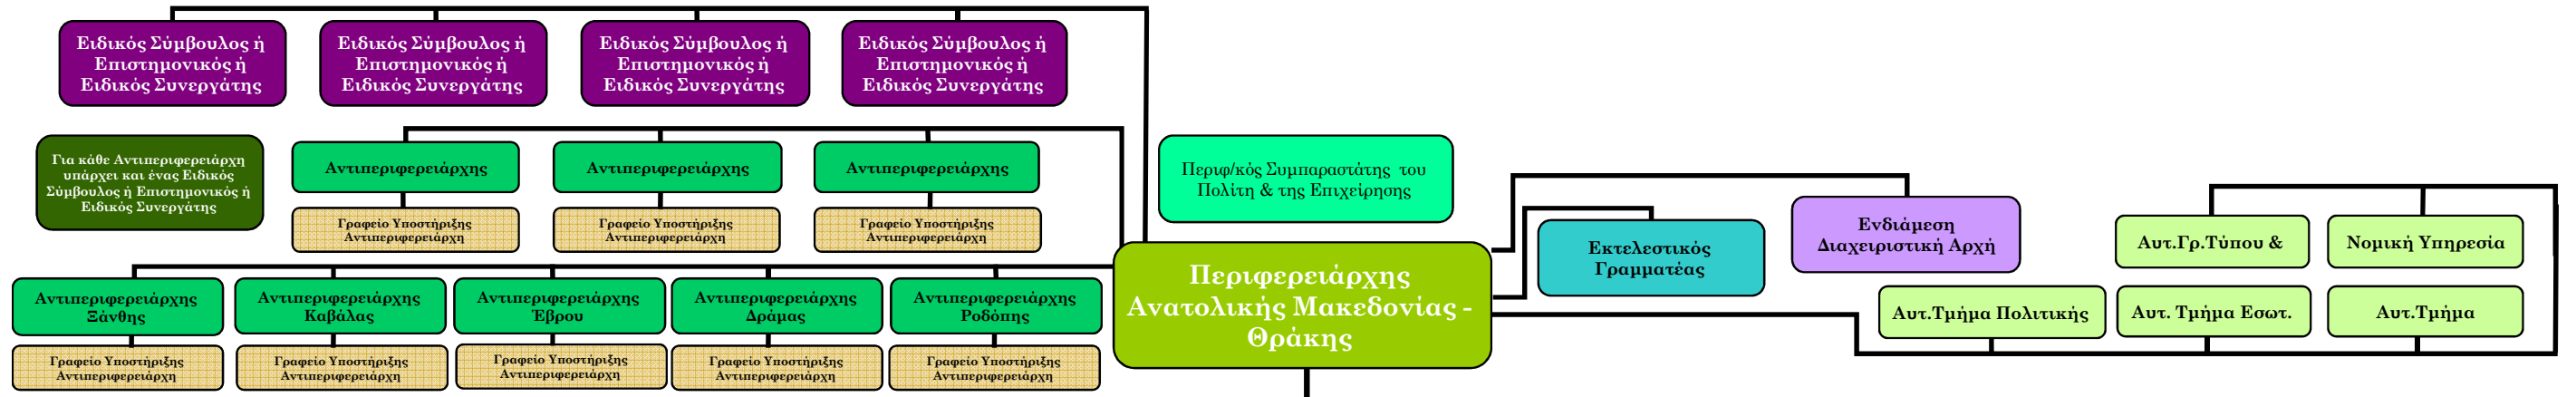 Ειδικός Σύμβουλος ή
Επιστημονικός ή
Ειδικός Συνεργάτης
Ειδικός Σύμβουλος ή
Επιστημονικός ή
Ειδικός Συνεργάτης
Ειδικός Σύμβουλος ή
Επιστημονικός ή
Ειδικός Συνεργάτης
Ειδικός Σύμβουλος ή
Επιστημονικός ή
Ειδικός Συνεργάτης
Για κάθε Αντιπεριφερειάρχη
υπάρχει και ένας Ειδικός
Σύμβουλος ή Επιστημονικός ή
Ειδικός Συνεργάτης
Αντιπεριφερειάρχης
Γραφείο Υποστήριξης
Αντιπεριφερειάρχη
Αντιπεριφερειάρχης
Γραφείο Υποστήριξης
Αντιπεριφερειάρχη
Αντιπεριφερειάρχης
Γραφείο Υποστήριξης
Αντιπεριφερειάρχη
Περιφ/κός Συμπαραστάτης του
Πολίτη & της Επιχείρησης
Αντιπεριφερειάρχης
Ξάνθης
Γραφείο Υποστήριξης
Αντιπεριφερειάρχη
Αντιπεριφερειάρχης
Καβάλας
Γραφείο Υποστήριξης
Αντιπεριφερειάρχη
Αντιπεριφερειάρχης
Έβρου
Γραφείο Υποστήριξης
Αντιπεριφερειάρχη
Αντιπεριφερειάρχης
Δράμας
Γραφείο Υποστήριξης
Αντιπεριφερειάρχη
Αντιπεριφερειάρχης
Ροδόπης
Γραφείο Υποστήριξης
Αντιπεριφερειάρχη
Περιφερειάρχης
Ανατολικής Μακεδονίας -
Θράκης
Εκτελεστικός
Γραμματέας
Ενδιάμεση
Διαχειριστική Αρχή
Αυτ.Γρ.Τύπου &
Νομική Υπηρεσία
Αυτ.Τμήμα Πολιτικής
Αυτ. Τμήμα Εσωτ.
Αυτ.Τμήμα